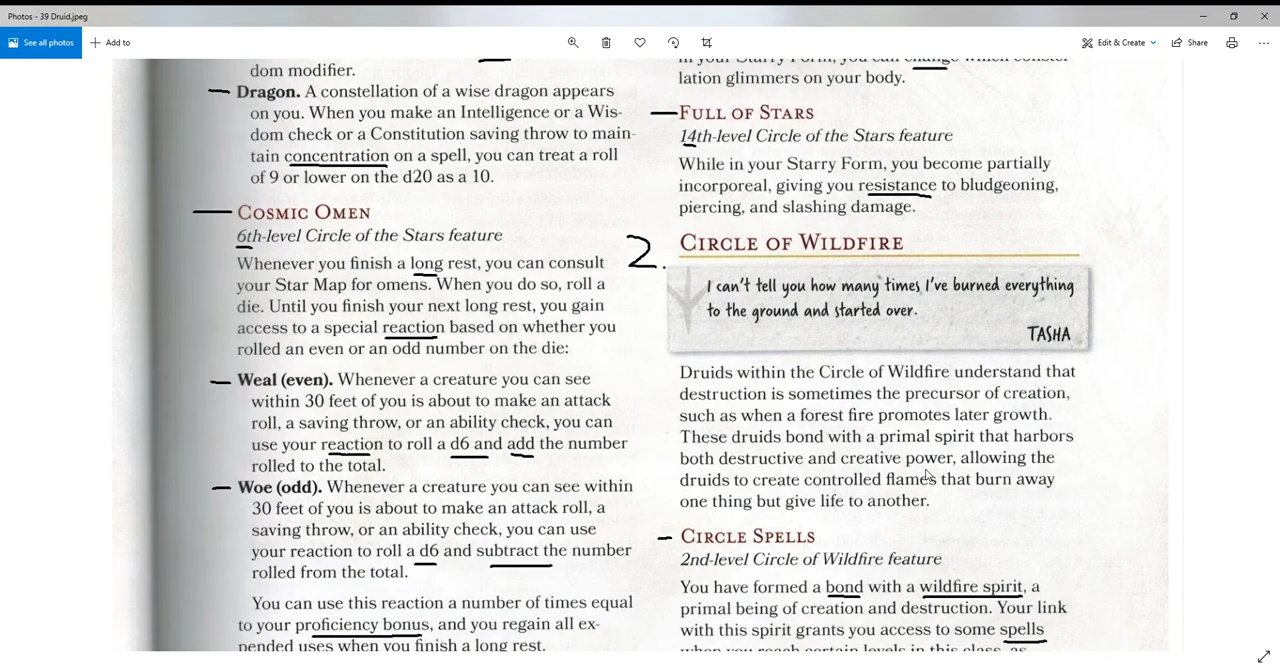 Photos - 39 Druid.jpeg
See all photos
Add to
Edit & Create
Share
dom modifier.
Dragon. A constellation of a wise dragon appears
on you. When you make an Intelligence or a Wis-
dom check or a Constitution saving throw to main-
tain concentration on a spell, you can treat a roll
of 9 or lower on the d20 as a 10.
COSMIC OMEN
6th-level Circle of the Stars feature
Whenever you finish a long rest, you can consult
your Star Map for omens. When you do so, roll a
die. Until you finish your next long rest, you gain
access to a special reaction based on whether you
rolled an even or an odd number on the die:
Weal (even). Whenever a creature you can see
within 30 feet of you is about to make an attack
roll, a saving throw, or an ability check, you can
use your reaction to roll a d6 and add the number
rolled to the total.
Woe (odd). Whenever a creature you can see within
30 feet of you is about to make an attack roll, a
saving throw, or an ability check, you can use
your reaction to roll a d6 and subtract the number
rolled from the total.
You can use this reaction a number of times equal
to your proficiency bonus, and you regain all ex-
pended uses when you finish a long rest.
in your Starry Form, you can change which constel-
lation glimmers on your body.
FULL OF STARS
14th-level Circle of the Stars feature
While in your Starry Form, you become partially
incorporeal, giving you resistance to bludgeoning,
piercing, and slashing damage.
2. CIRCLE OF WILDFIRE
I can't tell you how many times I've burned everything
to the ground and started over.
TASHA
Druids within the Circle of Wildfire understand that
destruction is sometimes the precursor of creation,
such as when a forest fire promotes later growth.
These druids bond with a primal spirit that harbors
both destructive and creative power, allowing the
druids to create controlled flames that burn away
one thing but give life to another.
CIRCLE SPELLS
2nd-level Circle of Wildfire feature
You have formed a bond with a wildfire spirit, a
primal being of creation and destruction. Your link
with this spirit grants you access to some spells
when you reach certain levels in this class, as